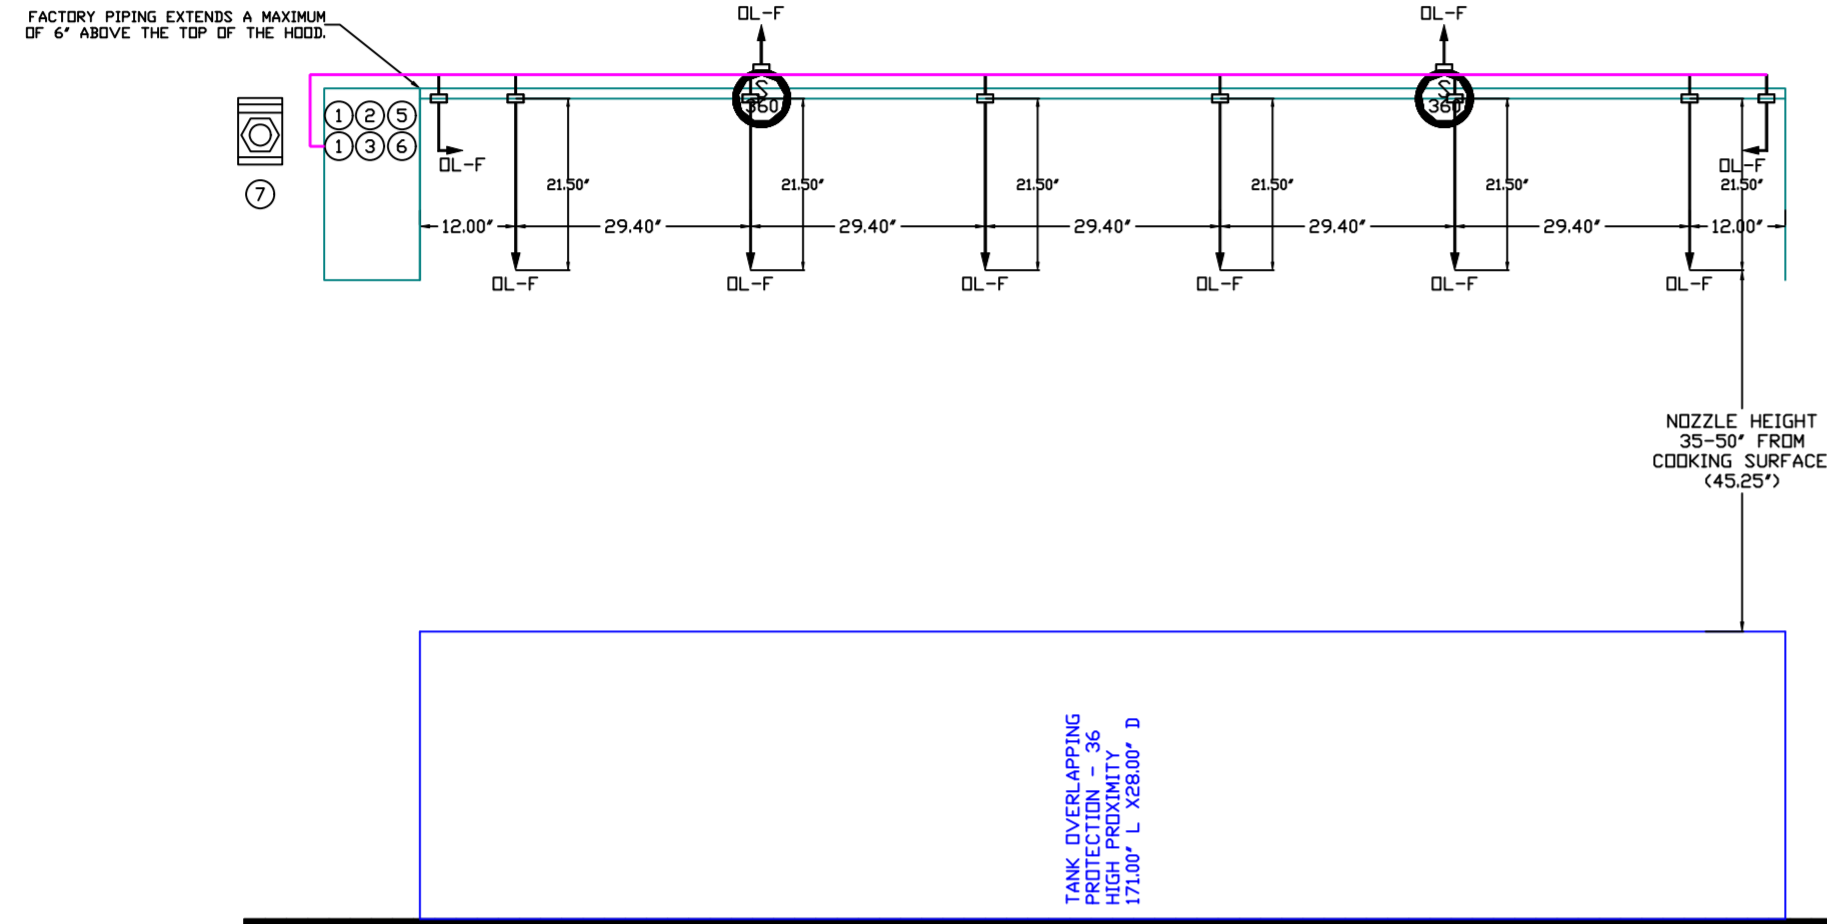 FACTORY PIPING EXTENDS A MAXIMUM
OF 6" ABOVE THE TOP OF THE HOOD.
OL-F
OL-F
S
360
S
360
1 2 5
1 3 6
7
OL-F
OL-F
21.50"
21.50"
21.50"
21.50"
21.50"
21.50"
12.00"
29.40"
29.40"
29.40"
29.40"
29.40"
12.00"
OL-F
OL-F
OL-F
OL-F
OL-F
OL-F
NOZZLE HEIGHT
35-50" FROM
COOKING SURFACE
(45.25")
TANK OVERLAPPING
PROTECTION - 36
HIGH PROXIMITY
171.00" L X28.00" D